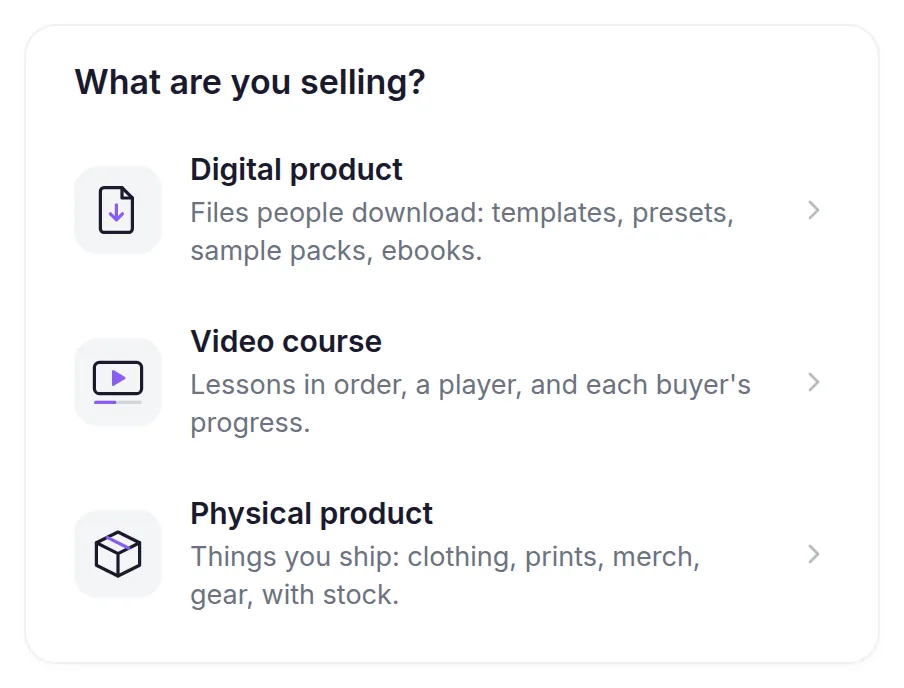 What are you selling?
Digital product
Files people download: templates, presets,
sample packs, ebooks.
Video course
Lessons in order, a player, and each buyer's
progress.
Physical product
Things you ship: clothing, prints, merch,
gear, with stock.